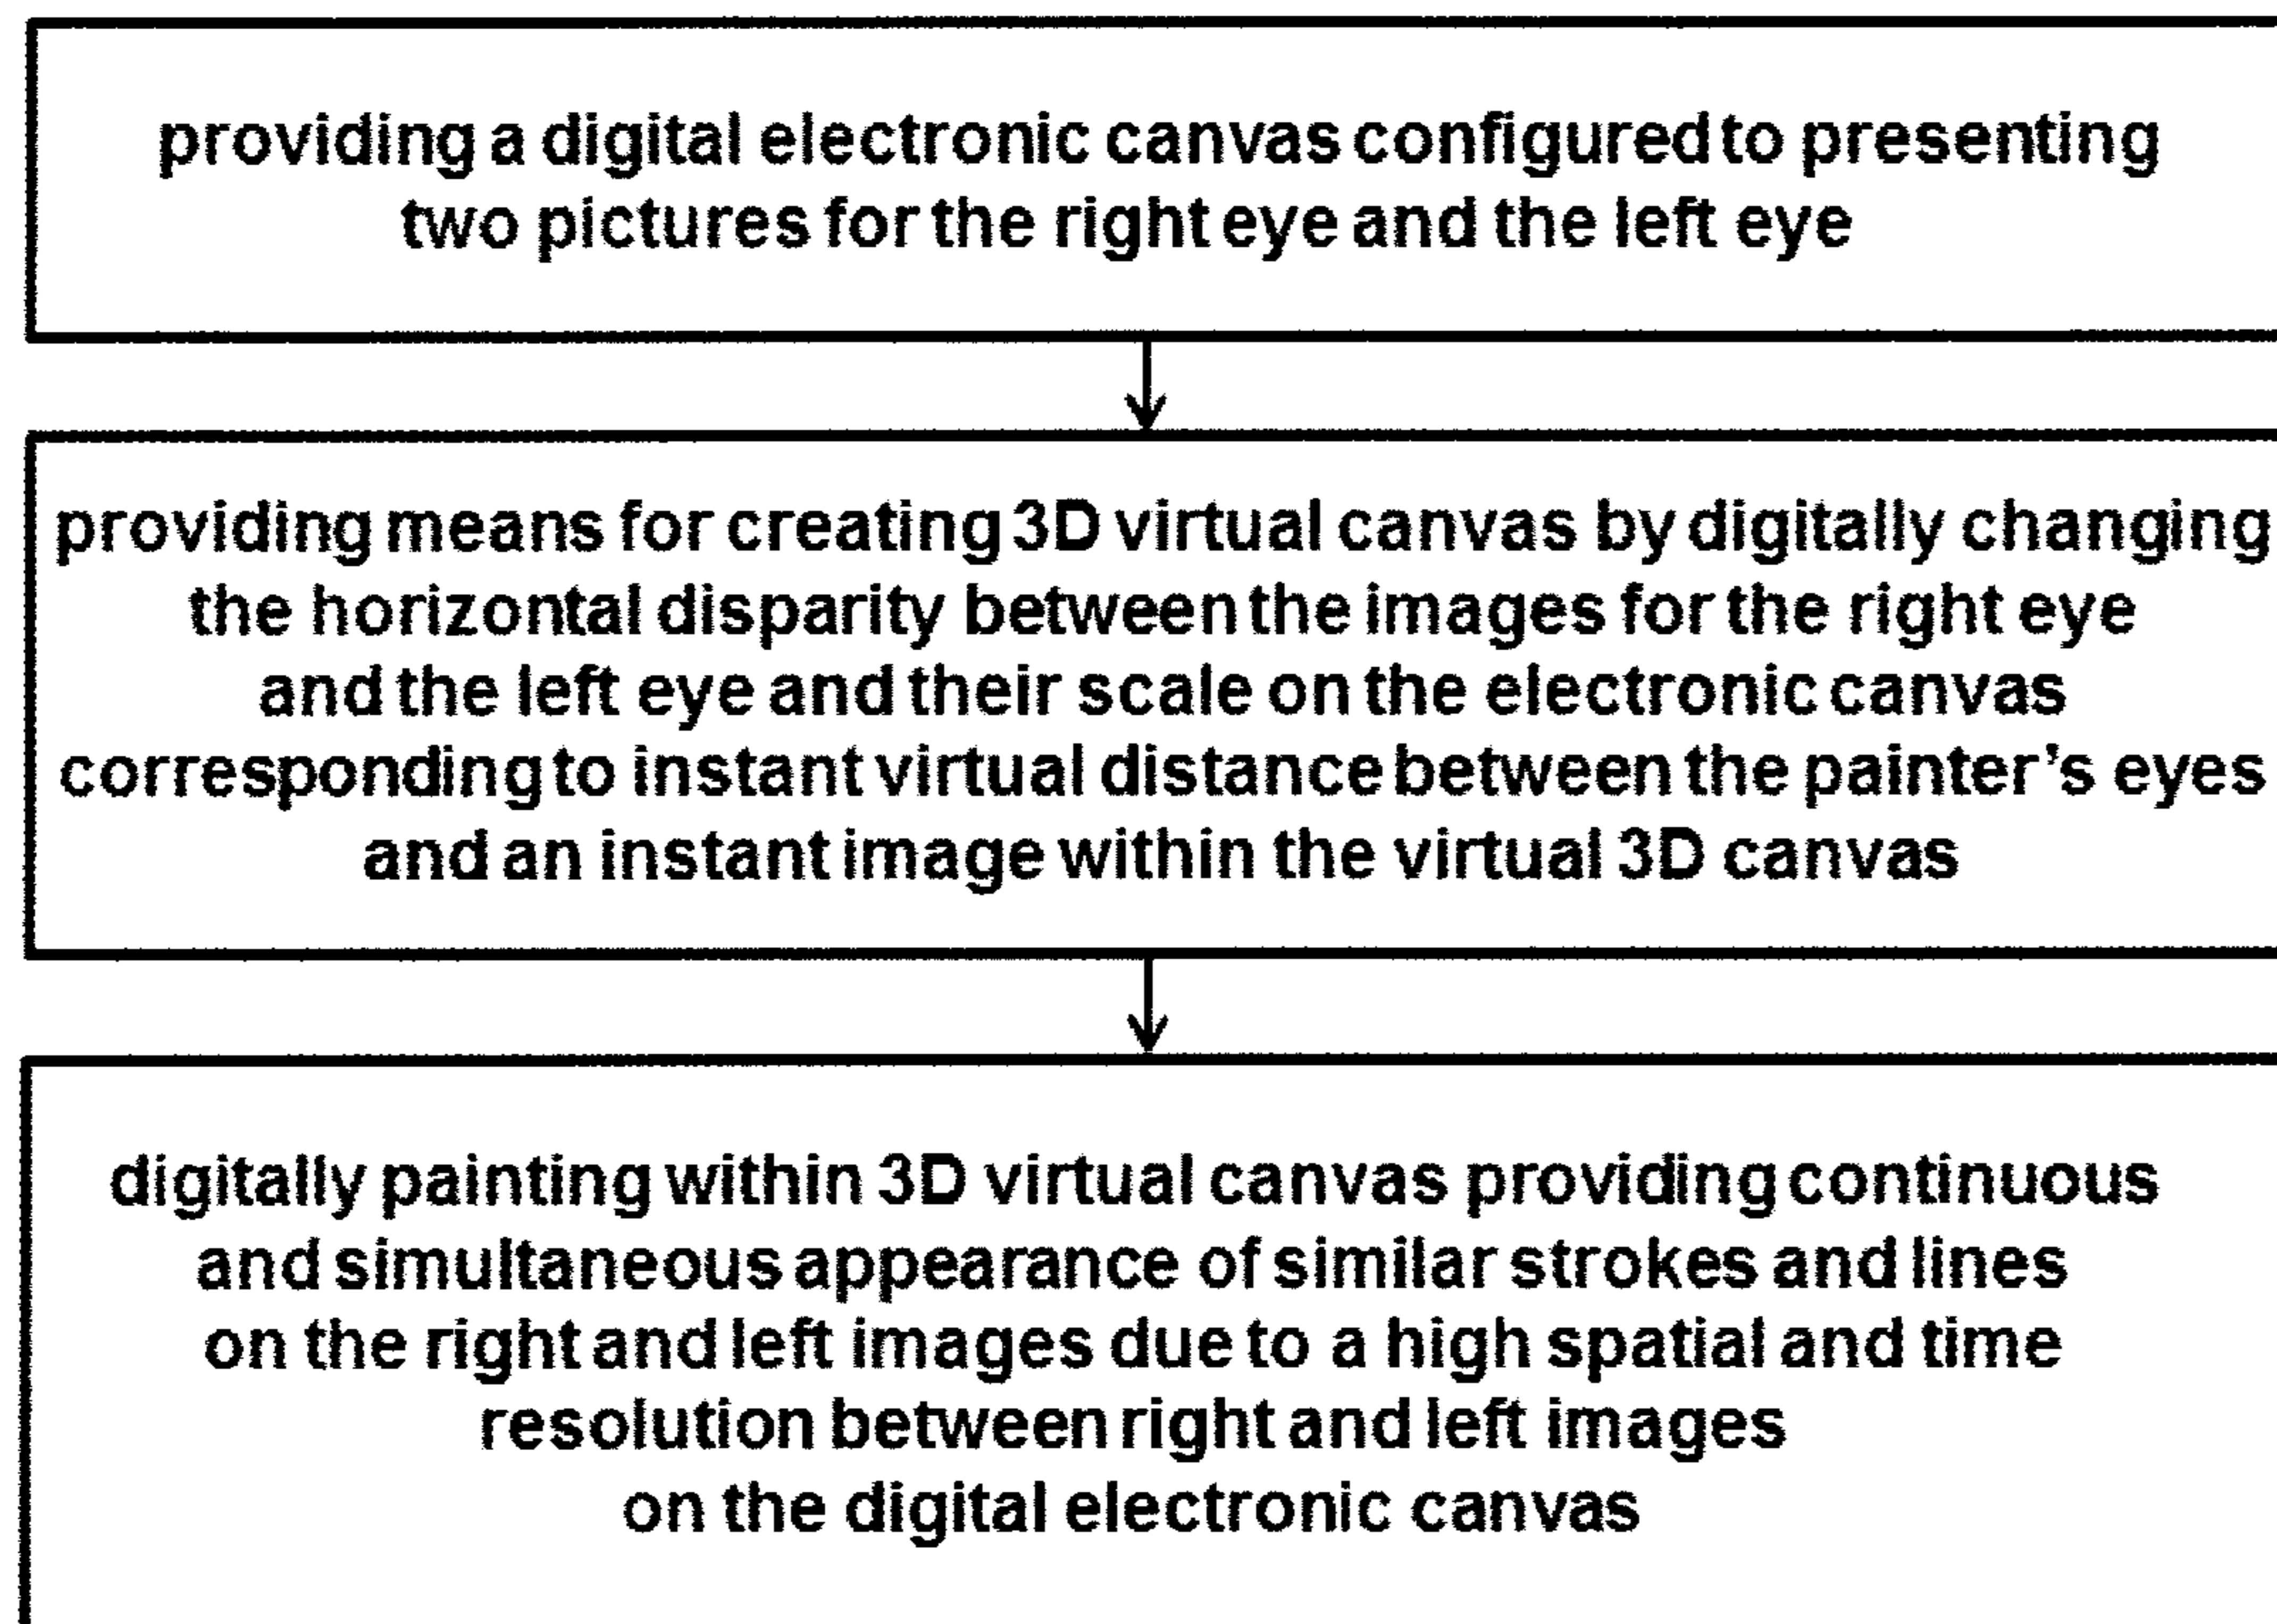 providing a digital electronic canvas configured to presenting
two pictures for the right eye and the left eye
providing means for creating 3D virtual canvas by digitally changing
the horizontal disparity between the images for the right eye
and the left eye and their scale on the electronic canvas
corresponding to instant virtual distance between the painter's eyes
and an instant image within the virtual 3D canvas
digitally painting within 3D virtual canvas providing continuous
and simultaneous appearance of similar strokes and lines
on the right and left images due to a high spatial and time
resolution between right and left images
on the digital electronic canvas